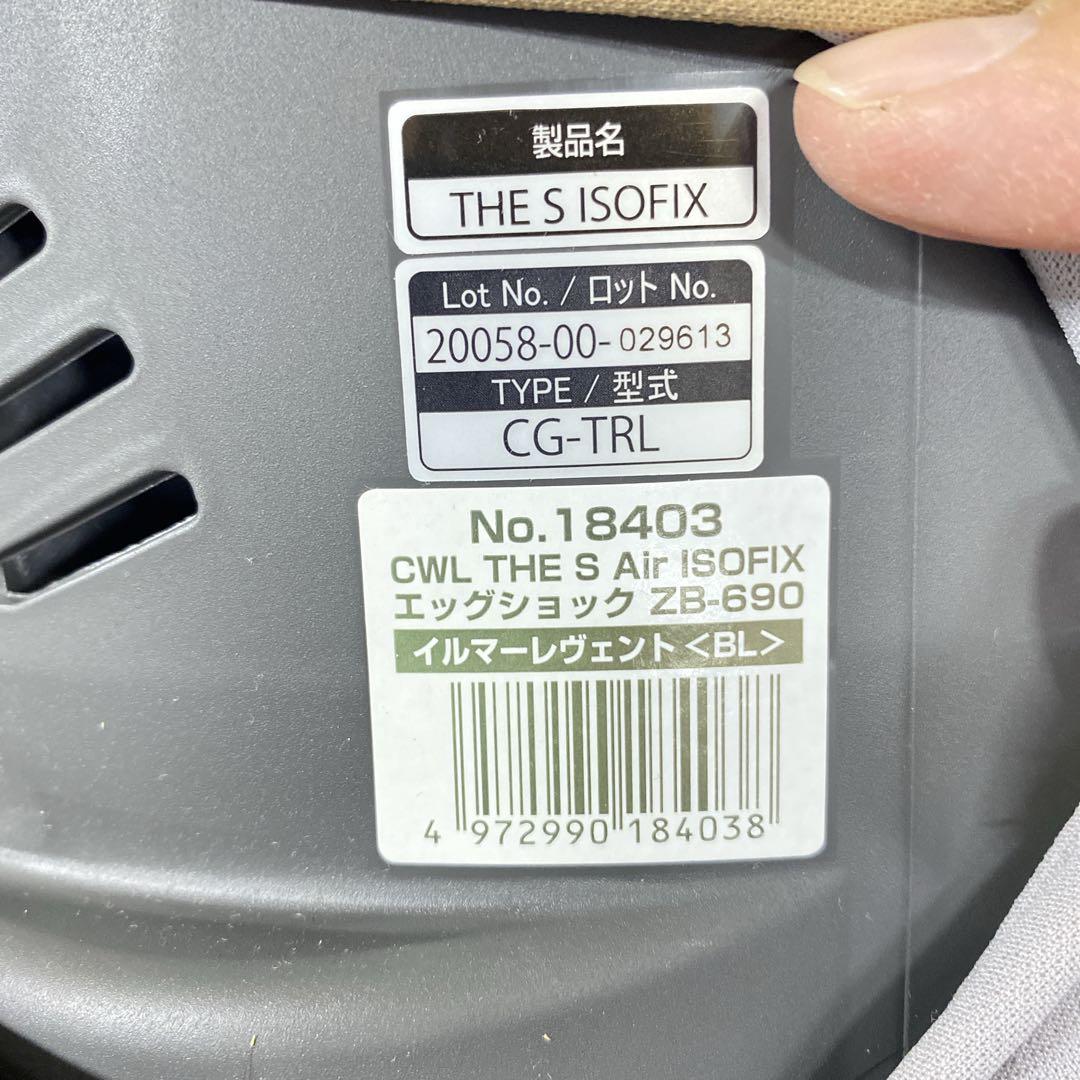 製品名
THE S ISOFIX
Lot No. / ロット No.
20058-00-029613
TYPE / 型式
CG-TRL
No.18403
CWL THE S Air ISOFIX
エッグショック ZB-690
イルマーレヴェント<BL>
4 972990 184038